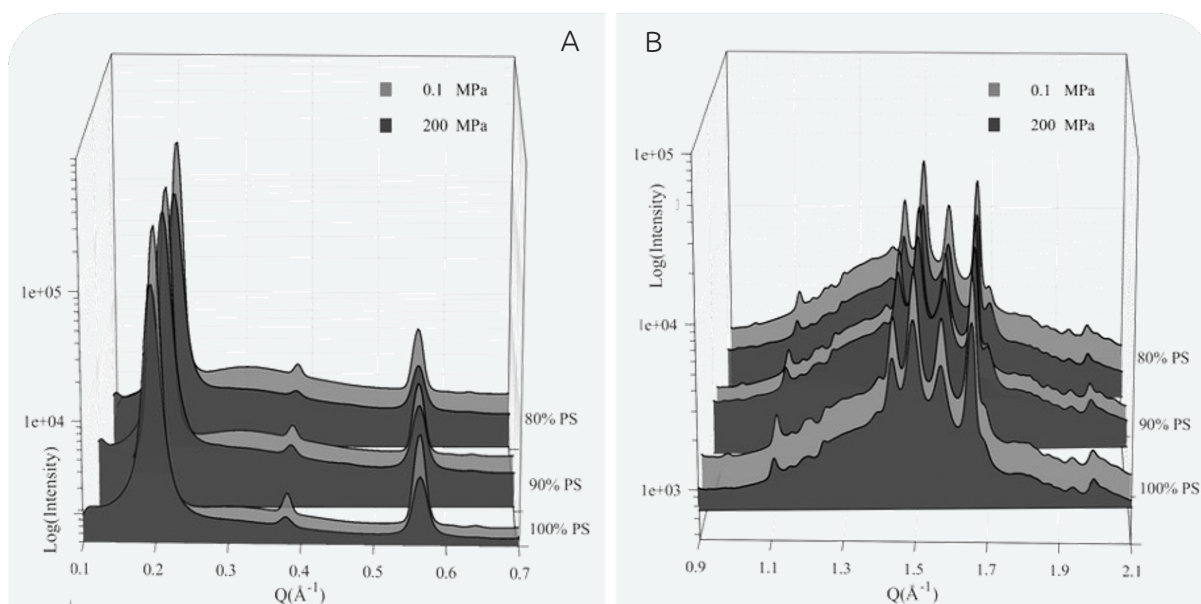 A
0.1 MPa
200 MPa
1e+05
1e+04
Log(Intensity)
80% PS
90% PS
100% PS
0.1 0.2 0.3 0.4 0.5 0.6 0.7
Q(Å⁻¹)
B
0.1 MPa
200 MPa
1e+05
Log(Intensity)
1e+04
1e+03
80% PS
90% PS
100% PS
0.9 1.1 1.3 1.5 1.7 1.9 2.1
Q(Å⁻¹)